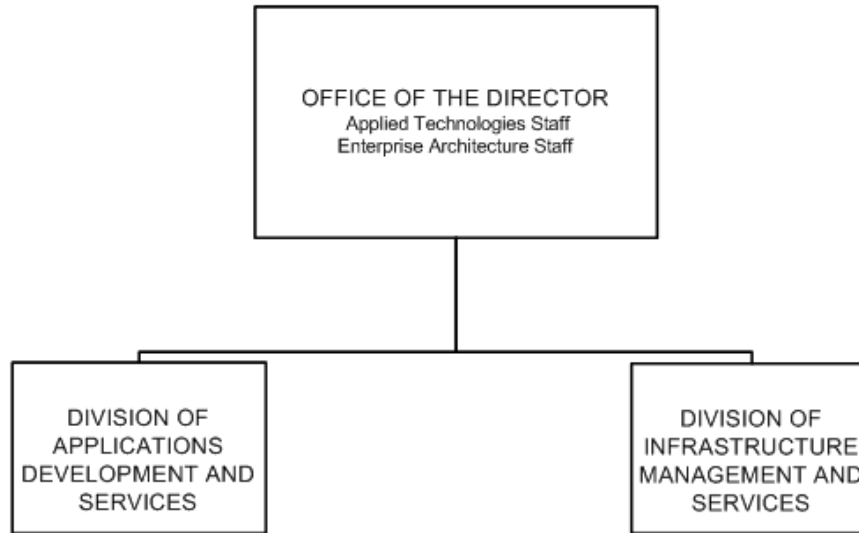 OFFICE OF THE DIRECTOR
Applied Technologies Staff
Enterprise Architecture Staff
DIVISION OF
APPLICATIONS
DEVELOPMENT AND
SERVICES
DIVISION OF
INFRASTRUCTURE
MANAGEMENT AND
SERVICES